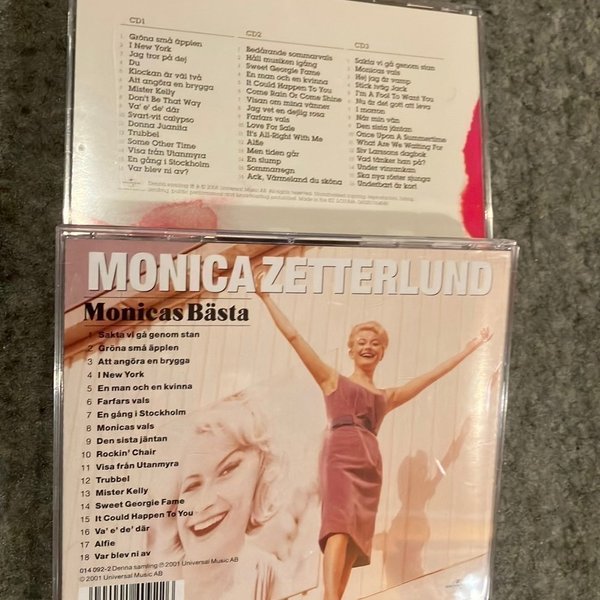 CD1
Gröna små äpplen
I New York
Jag tror på dej
Du
Klockan är väl två
Att angöra en brygga
Mister Kelly
Don't Be That Way
Va' e' de' där
Svart-vit calypso
Donna Juanita
Trubbel
Some Other Time
Visa från Utanmyra
En gång i Stockholm
Var blev ni av?
CD2
Bedårande sommarvals
Håll musiken igång
Sweet Georgie Fame
En man och en kvinna
It Could Happen To You
Come Rain Or Come Shine
Visan om mina vänner
Jag vet en dejlig rosa
Farfars vals
Love For Sale
It's All-Right With Me
Alfie
Men tiden går
En slump
Sommarregn
Ack, Värmeland du sköna
CD3
Sakta vi gå genom stan
Monicas vals
Hej jag är vamp
Stick iväg Jack
I'm A Fool To Want You
Nu är det gott att leva
I morron
När min vän
Den sista jäntan
Once Upon A Summertime
What Are We Waiting For
Siv Larssons dagbok
Vad tänker han på?
Under vinrankan
Ska nya röster sjunga
Underbart är kort
MONICA ZETTERLUND
Monicas Bästa
1 Sakta vi gå genom stan
2 Gröna små äpplen
3 Att angöra en brygga
4 I New York
5 En man och en kvinna
6 Farfars vals
7 En gång i Stockholm
8 Monicas vals
9 Den sista jäntan
10 Rockin' Chair
11 Visa från Utanmyra
12 Trubbel
13 Mister Kelly
14 Sweet Georgie Fame
15 It Could Happen To You
16 Va' e' de' där
17 Alfie
18 Var blev ni av
014 092-2 Denna samling ℗ 2001 Universal Music AB
© 2001 Universal Music AB